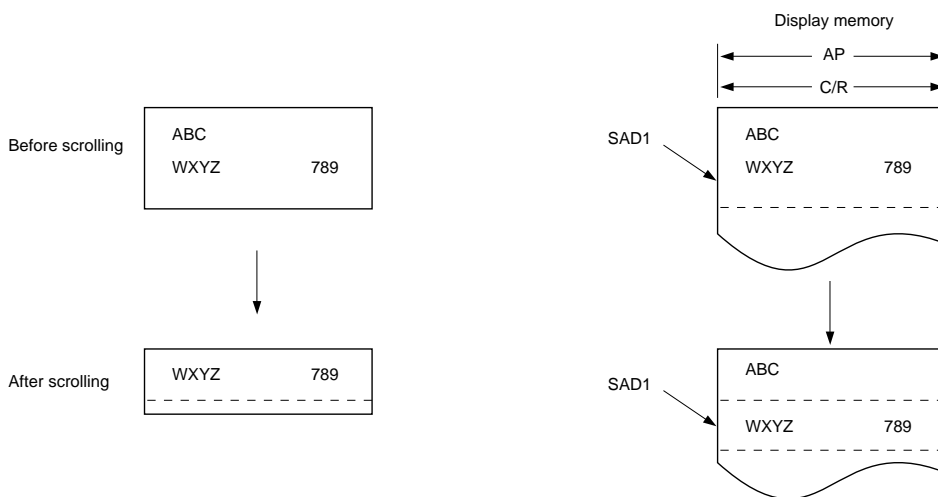 Display memory
AP
C/R
Before scrolling
ABC
WXYZ 789
SAD1
ABC
WXYZ 789
After scrolling
WXYZ 789
SAD1
ABC
WXYZ 789